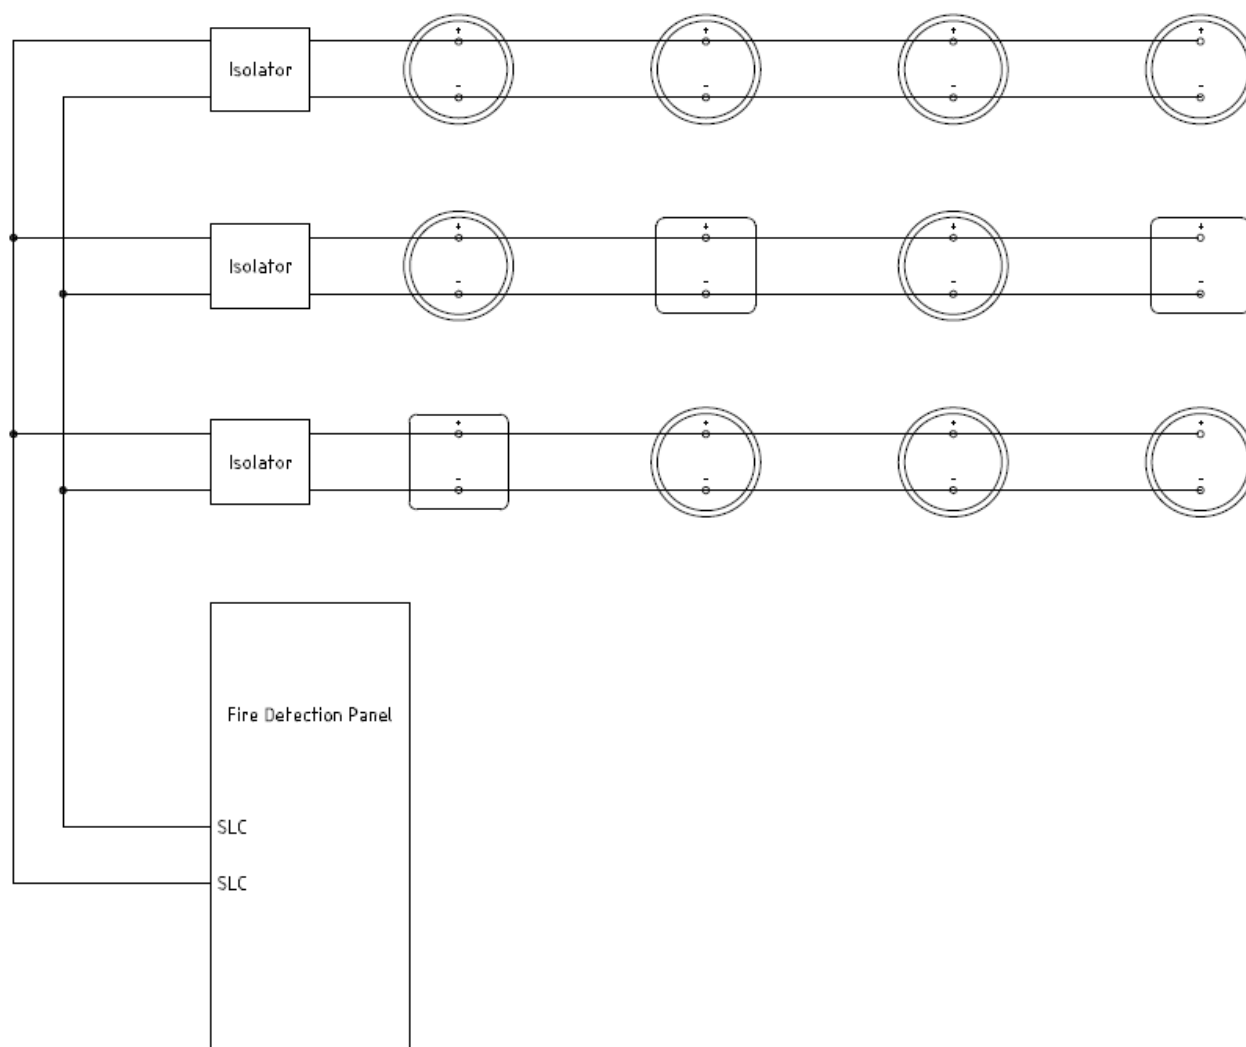 + + + +
Isolator
- - - -
+ + + +
Isolator
- - - -
+ + + +
Isolator
- - - -
Fire Detection Panel
SLC
SLC